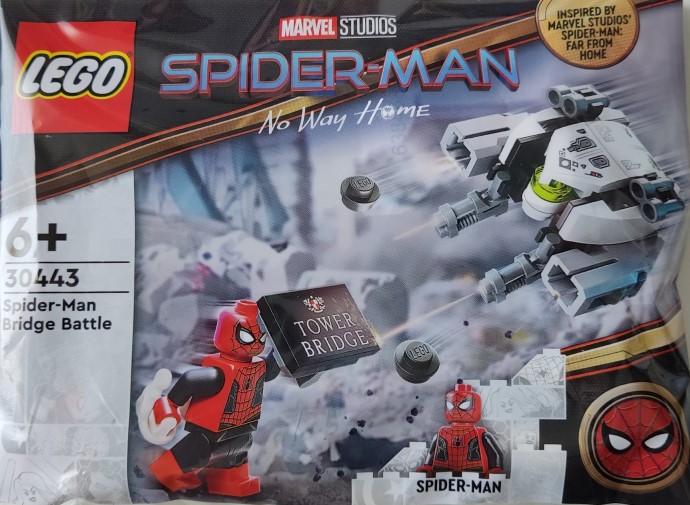 LEGO
MARVEL STUDIOS
SPIDER-MAN
No Way Home
INSPIRED BY
MARVEL STUDIOS'
SPIDER-MAN:
FAR FROM
HOME
6+
30443
Spider-Man
Bridge Battle
LEGO
TOWER
BRIDGE
LEGO
SPIDER-MAN